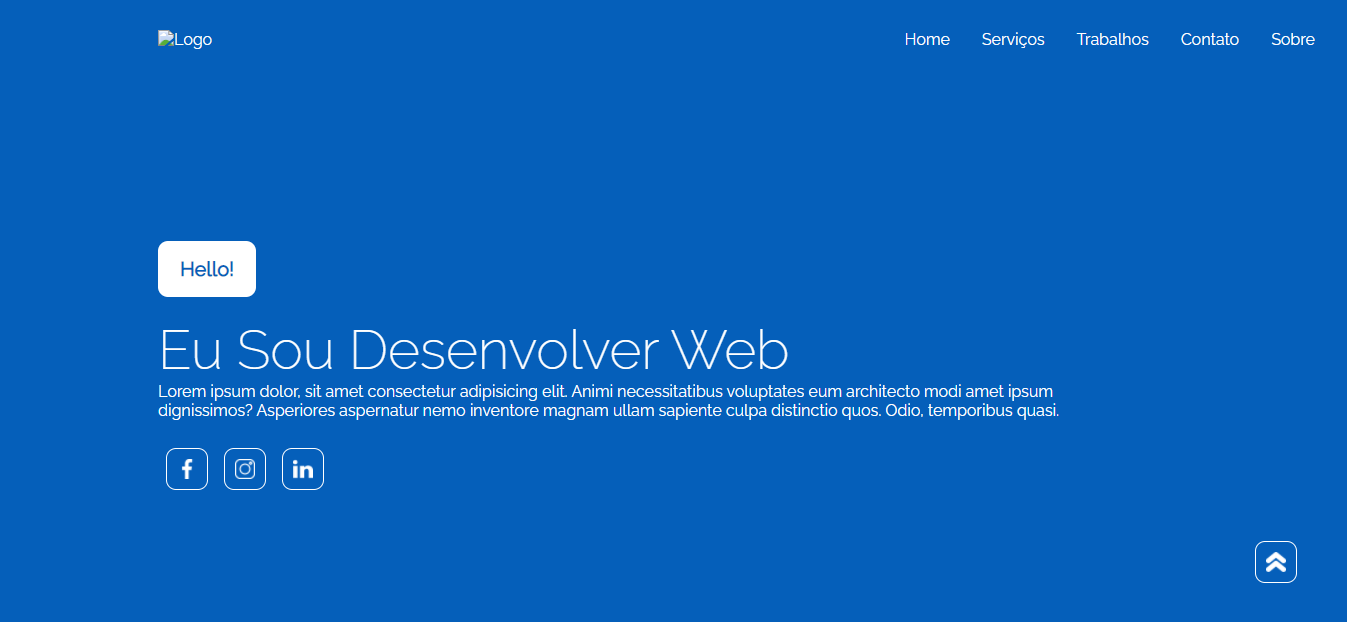 Logo
Home Serviços Trabalhos Contato Sobre
Hello!
Eu Sou Desenvolver Web
Lorem ipsum dolor, sit amet consectetur adipisicing elit. Animi necessitatibus voluptates eum architecto modi amet ipsum
dignissimos? Asperiores aspernatur nemo inventore magnam ullam sapiente culpa distinctio quos. Odio, temporibus quasi.